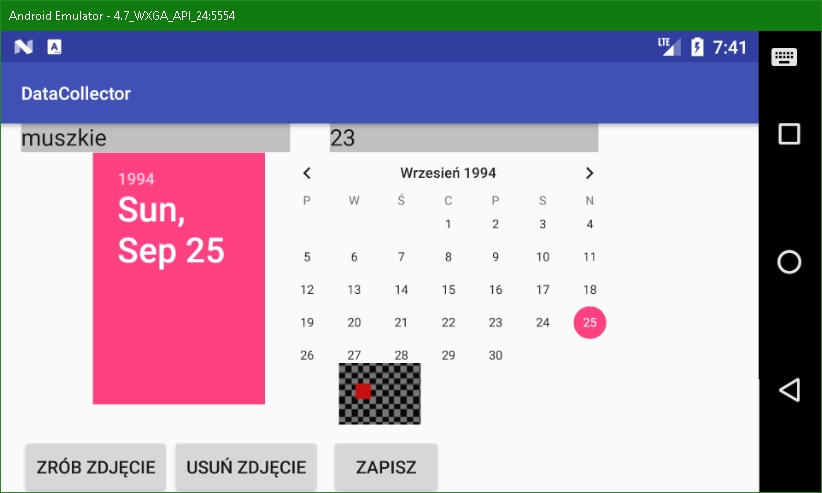 Android Emulator - 4.7_WXGA_API_24:5554
LTE 7:41
DataCollector
muszkie 23
1994
Sun,
Sep 25
Wrzesień 1994
P W Ś C P S N
1 2 3 4
5 6 7 8 9 10 11
12 13 14 15 16 17 18
19 20 21 22 23 24 25
26 27 28 29 30
ZRÓB ZDJĘCIE USUŃ ZDJĘCIE ZAPISZ